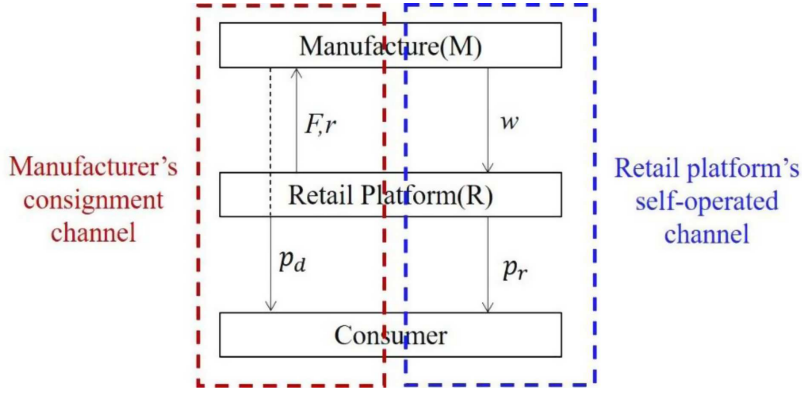 Manufacture(M)
F,r
w
Manufacturer's
consignment
channel
Retail Platform(R)
Retail platform's
self-operated
channel
p_d
p_r
Consumer